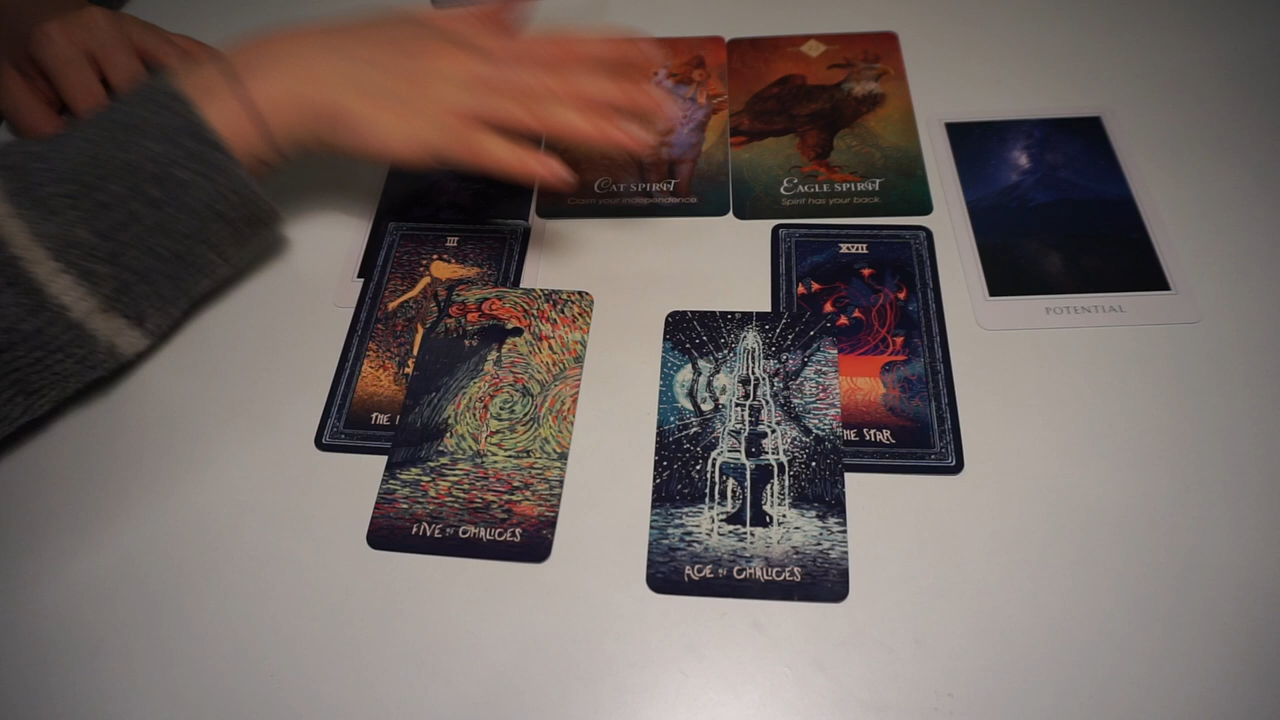 CAT SPIRIT
Claim your independence.
EAGLE SPIRIT
Spirit has your back.
POTENTIAL
III
THE
XVII
THE STAR
FIVE OF CHALICES
ACE OF CHALICES